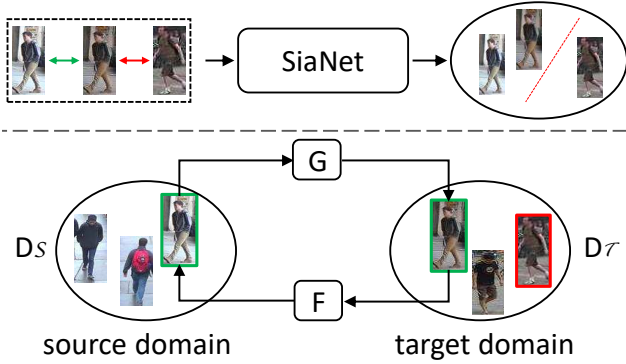 SiaNet
G
D𝑆 D𝒯
F
source domain target domain